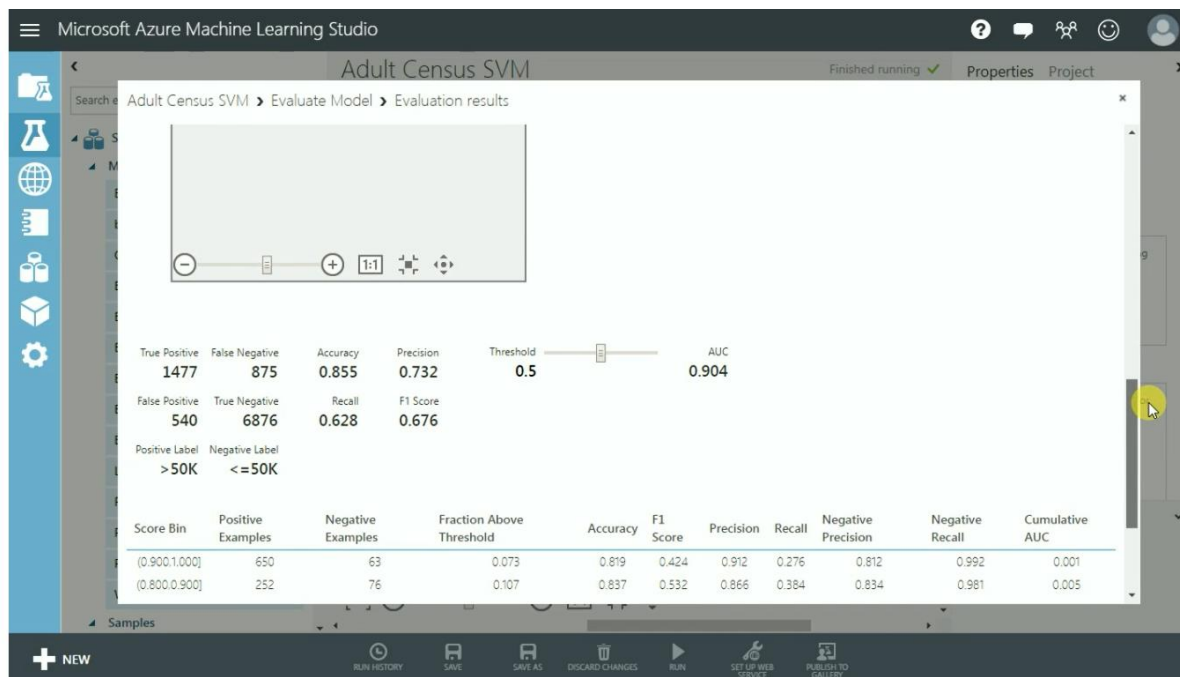 Microsoft Azure Machine Learning Studio
Adult Census SVM
Finished running
Properties Project
Search e
Adult Census SVM > Evaluate Model > Evaluation results
1:1
True Positive False Negative Accuracy Precision Threshold AUC
1477 875 0.855 0.732 0.5 0.904
False Positive True Negative Recall F1 Score
540 6876 0.628 0.676
Positive Label Negative Label
>50K <=50K
Score Bin Positive Examples Negative Examples Fraction Above Threshold Accuracy F1 Score Precision Recall Negative Precision Negative Recall Cumulative AUC
(0.900,1.000] 650 63 0.073 0.819 0.424 0.912 0.276 0.812 0.992 0.001
(0.800,0.900] 252 76 0.107 0.837 0.532 0.866 0.384 0.834 0.981 0.005
Samples
NEW
RUN HISTORY SAVE SAVE AS DISCARD CHANGES RUN SET UP WEB SERVICE PUBLISH TO GALLERY